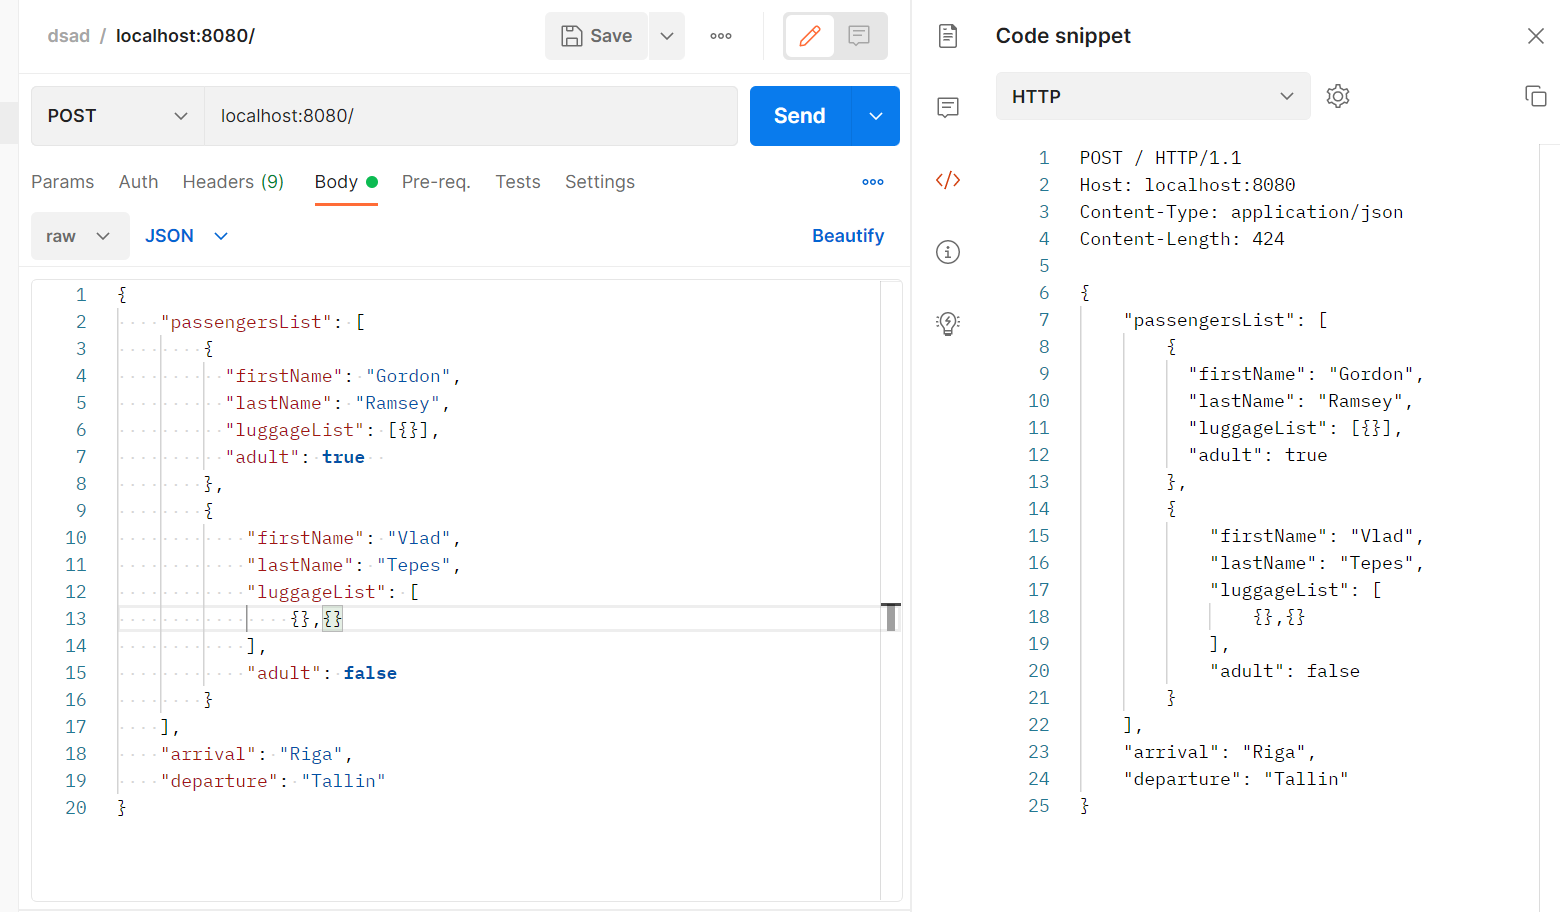 dsad / localhost:8080/
Save
POST
localhost:8080/
Send
Params Auth Headers (9) Body Pre-req. Tests Settings
raw JSON Beautify
1 {
2 "passengersList": [
3 {
4 "firstName": "Gordon",
5 "lastName": "Ramsey",
6 "luggageList": [{}],
7 "adult": true
8 },
9 {
10 "firstName": "Vlad",
11 "lastName": "Tepes",
12 "luggageList": [
13 {},{}
14 ],
15 "adult": false
16 }
17 ],
18 "arrival": "Riga",
19 "departure": "Tallin"
20 }
Code snippet
HTTP
1 POST / HTTP/1.1
2 Host: localhost:8080
3 Content-Type: application/json
4 Content-Length: 424
5
6 {
7 "passengersList": [
8 {
9 "firstName": "Gordon",
10 "lastName": "Ramsey",
11 "luggageList": [{}],
12 "adult": true
13 },
14 {
15 "firstName": "Vlad",
16 "lastName": "Tepes",
17 "luggageList": [
18 {},{}
19 ],
20 "adult": false
21 }
22 ],
23 "arrival": "Riga",
24 "departure": "Tallin"
25 }